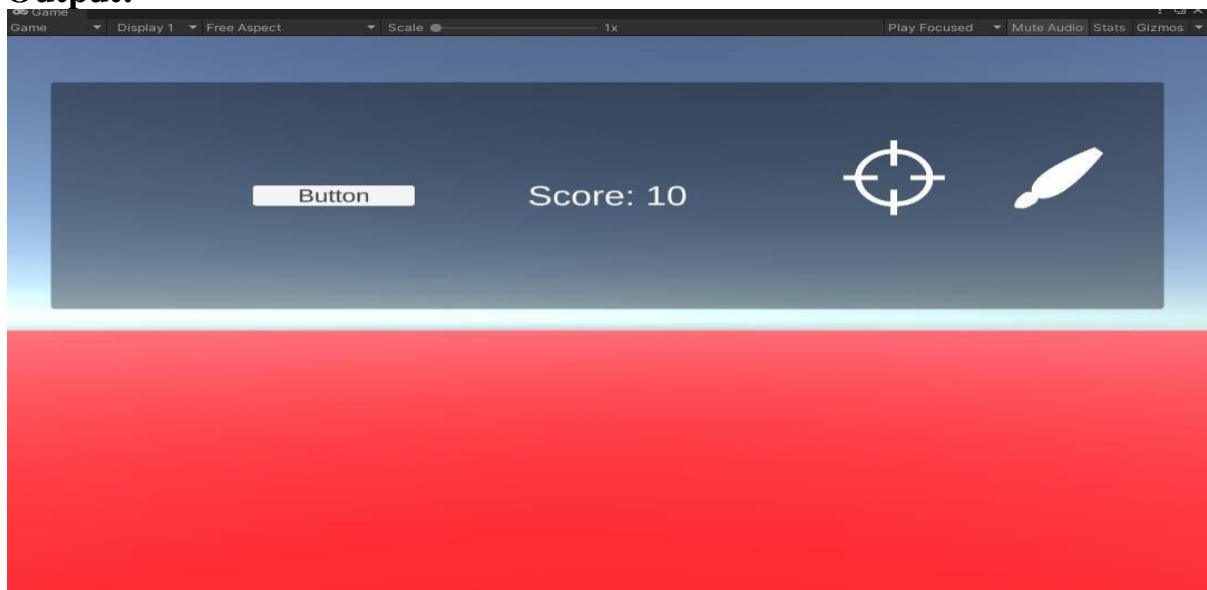 Output:
Game
Game Display 1 Free Aspect Scale 1x Play Focused Mute Audio Stats Gizmos
Button Score: 10